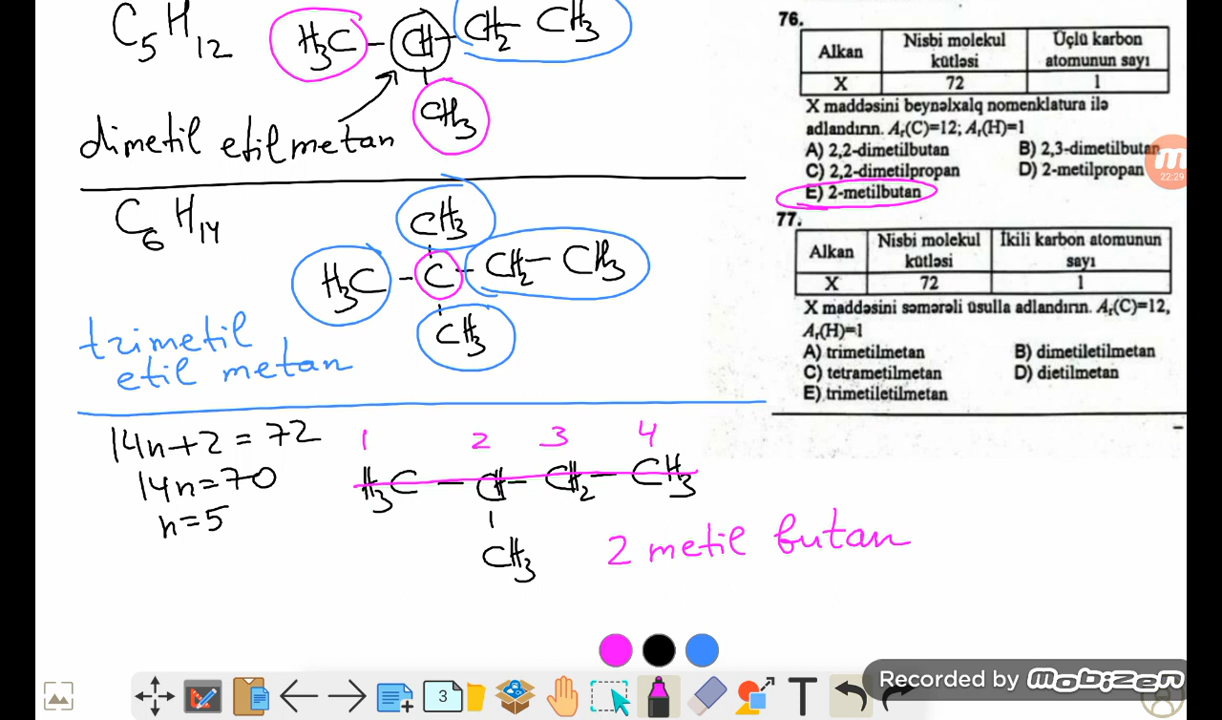 C5H12
H3C - CH - CH2 - CH3
CH3
dimetil etilmetan
C6H14
CH3
H3C - C - CH2 - CH3
CH3
trimetil
etil metan
14n+2 = 72
14n=70
n=5
1 2 3 4
H3C - CH - CH2 - CH3
CH3
2 metil butan
76.
Alkan
Nisbi molekul
kütləsi
Üçlü karbon
atomunun sayı
X 72 1
X maddəsini beynəlxalq nomenklatura ilə
adlandırın. Ar(C)=12; Ar(H)=1
A) 2,2-dimetilbutan B) 2,3-dimetilbutan
C) 2,2-dimetilpropan D) 2-metilpropan
E) 2-metilbutan
77.
Alkan
Nisbi molekul
kütləsi
İkili karbon atomunun
sayı
X 72 1
X maddəsini səmərəli üsulla adlandırın. Ar(C)=12,
Ar(H)=1
A) trimetilmetan B) dimetiletilmetan
C) tetrametilmetan D) dietilmetan
E) trimetiletilmetan
22:29
3
T
Recorded by mobizen